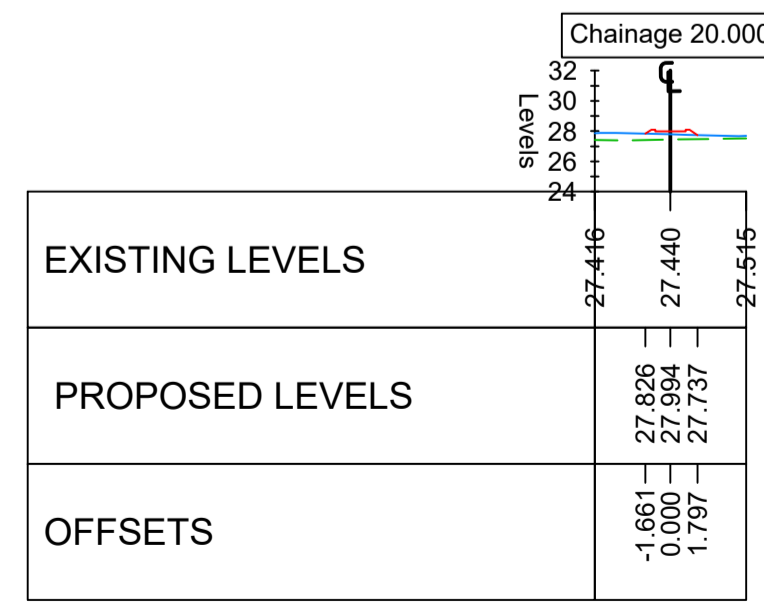 Chainage 20.000
32
30
28
26
24
Levels
CL
EXISTING LEVELS
27.416
27.440
27.515
PROPOSED LEVELS
27.826
27.994
27.737
OFFSETS
-1.661
0.000
1.797